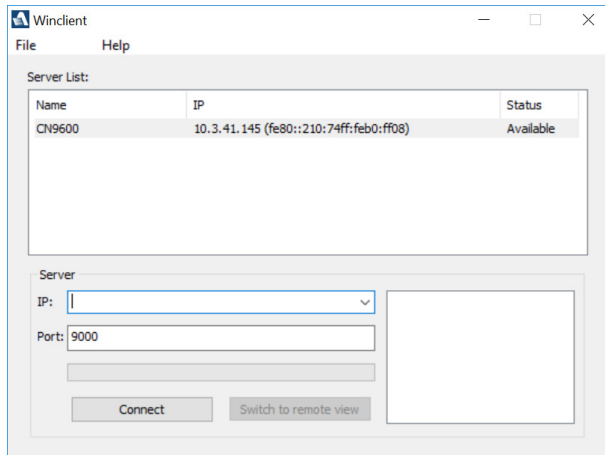 Winclient
File Help
Server List:
Name IP Status
CN9600 10.3.41.145 (fe80::210:74ff:feb0:ff08) Available
Server
IP:
Port: 9000
Connect Switch to remote view